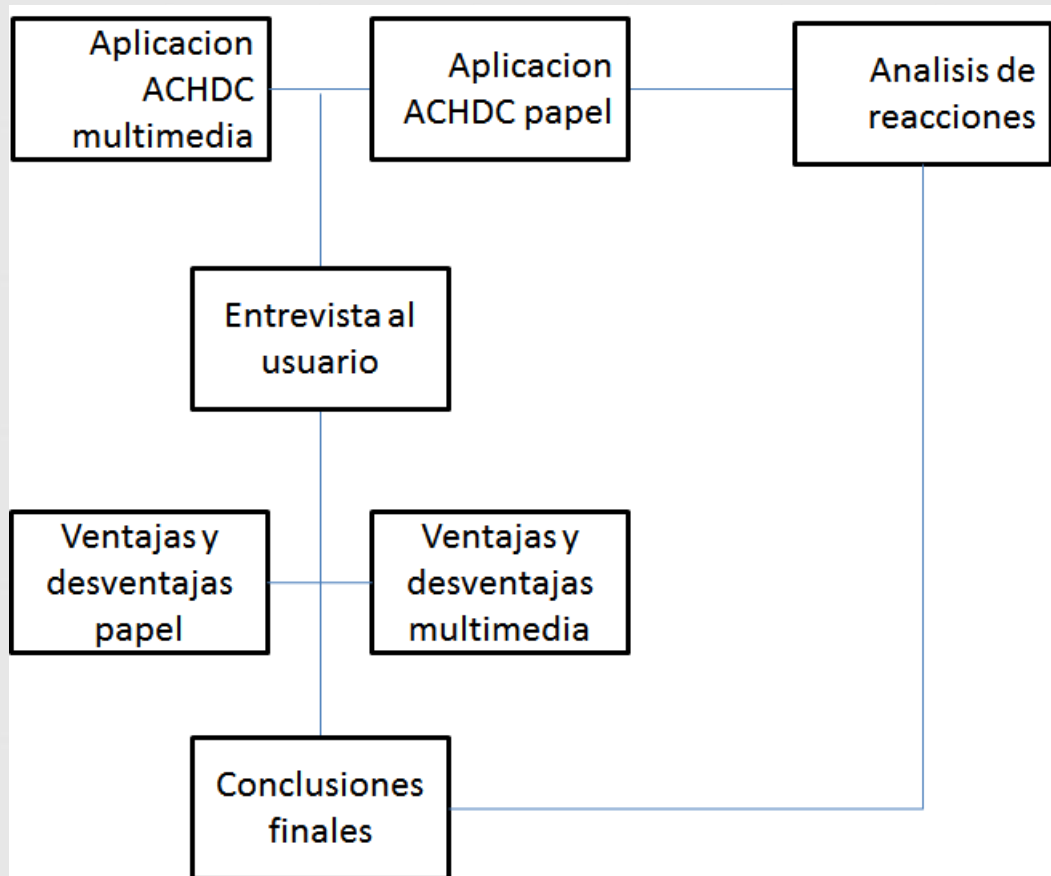 Aplicacion
ACHDC
multimedia
Aplicacion
ACHDC papel
Analisis de
reacciones
Entrevista al
usuario
Ventajas y
desventajas
papel
Ventajas y
desventajas
multimedia
Conclusiones
finales